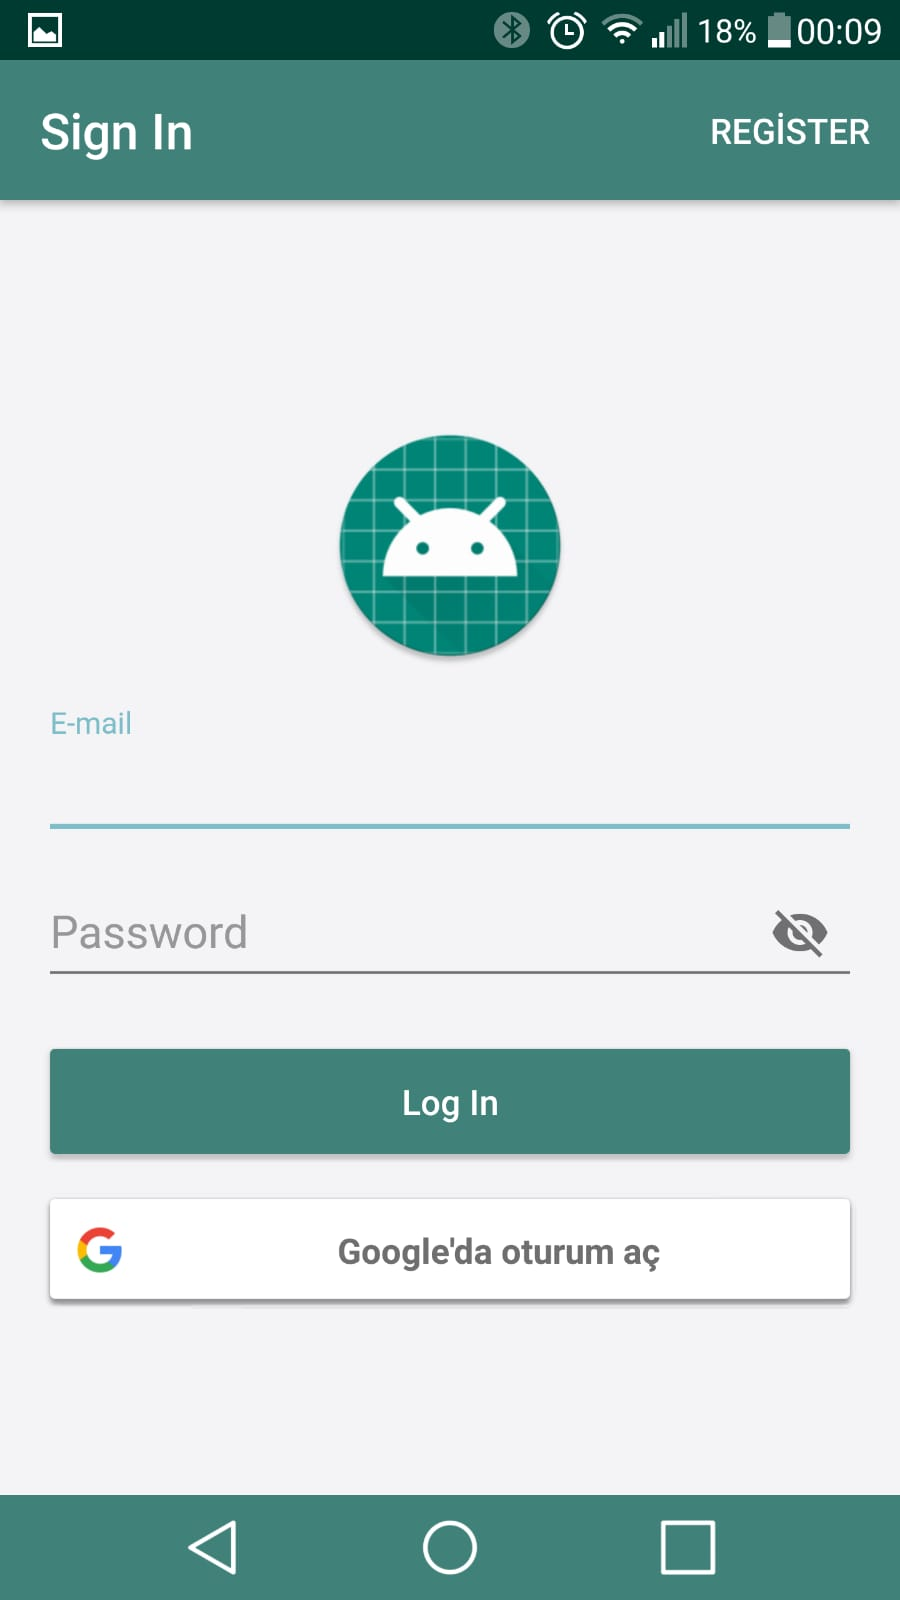 18% 00:09
Sign In REGİSTER
E-mail
Password
Log In
Google'da oturum aç